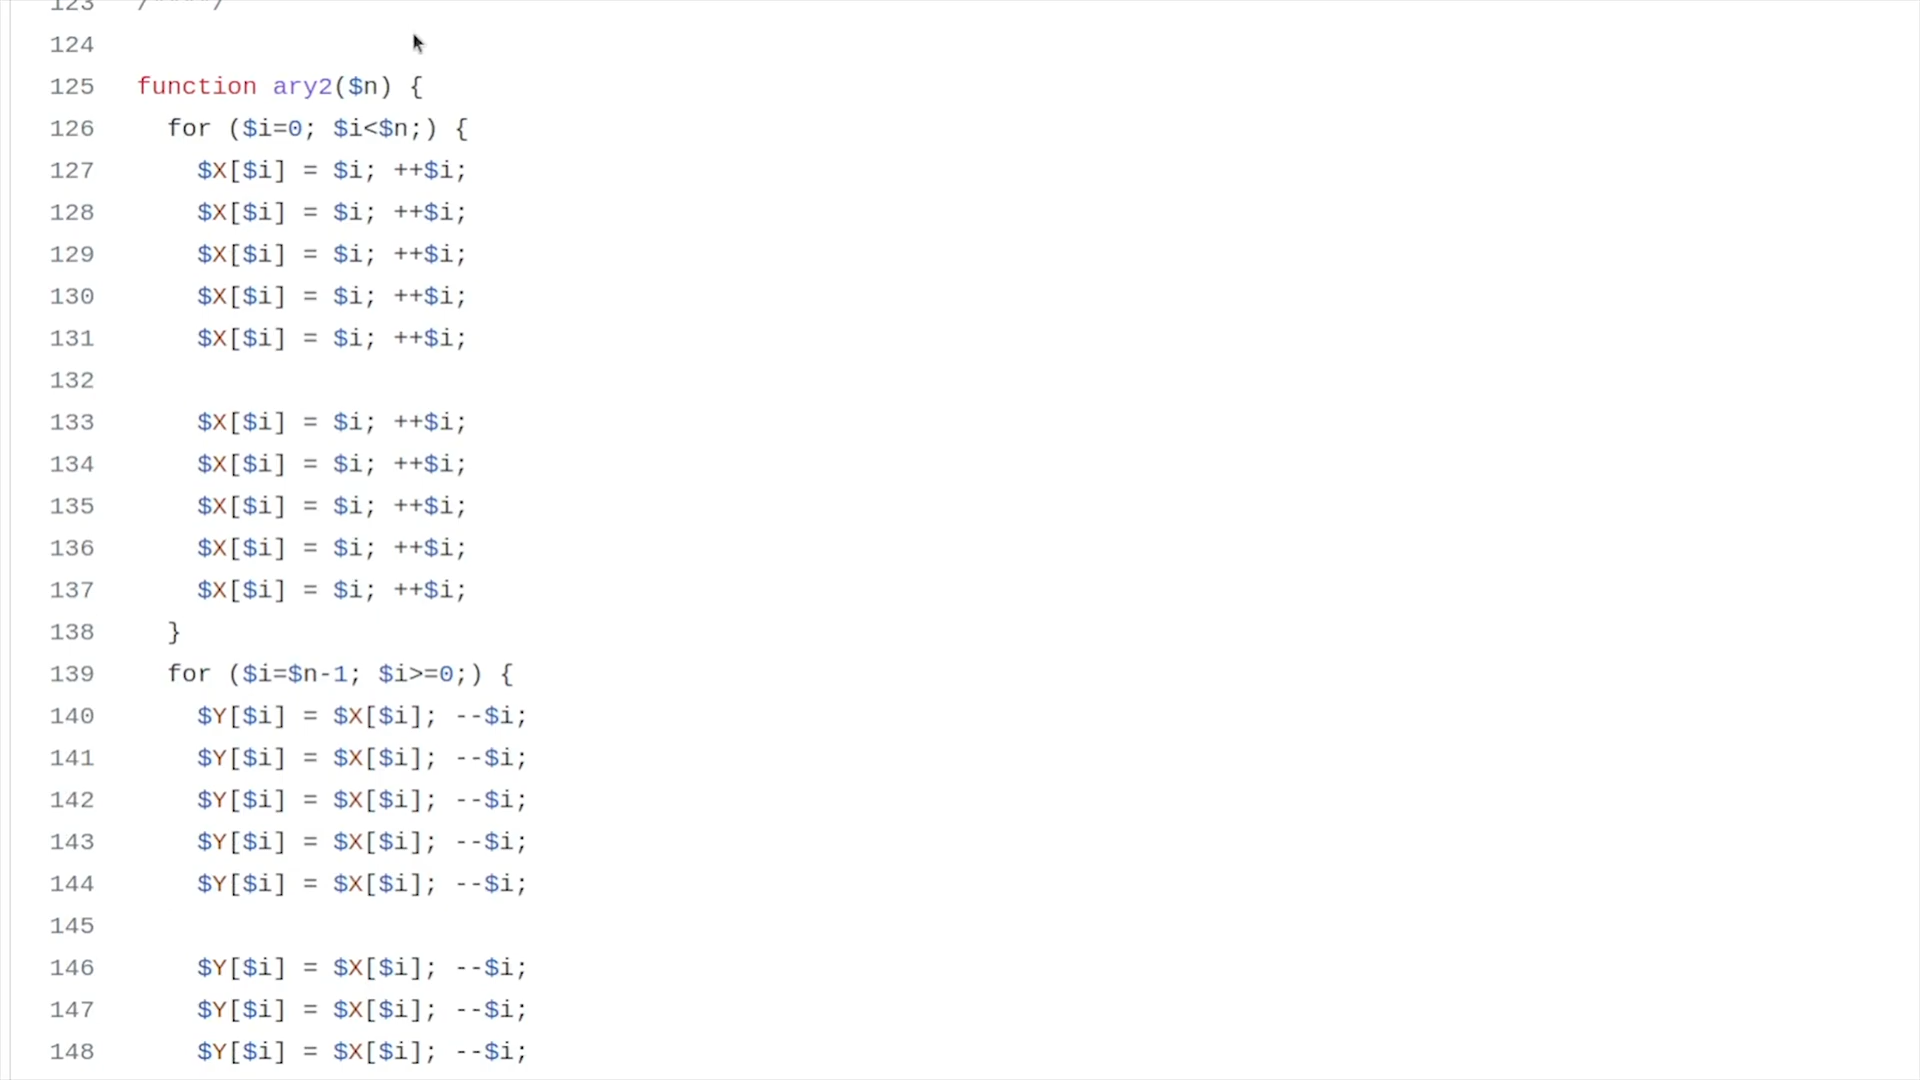 123 /****/
124
125 function ary2($n) {
126 for ($i=0; $i<$n;) {
127 $X[$i] = $i; ++$i;
128 $X[$i] = $i; ++$i;
129 $X[$i] = $i; ++$i;
130 $X[$i] = $i; ++$i;
131 $X[$i] = $i; ++$i;
132
133 $X[$i] = $i; ++$i;
134 $X[$i] = $i; ++$i;
135 $X[$i] = $i; ++$i;
136 $X[$i] = $i; ++$i;
137 $X[$i] = $i; ++$i;
138 }
139 for ($i=$n-1; $i>=0;) {
140 $Y[$i] = $X[$i]; --$i;
141 $Y[$i] = $X[$i]; --$i;
142 $Y[$i] = $X[$i]; --$i;
143 $Y[$i] = $X[$i]; --$i;
144 $Y[$i] = $X[$i]; --$i;
145
146 $Y[$i] = $X[$i]; --$i;
147 $Y[$i] = $X[$i]; --$i;
148 $Y[$i] = $X[$i]; --$i;